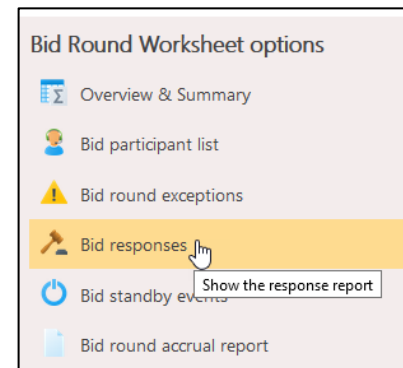 Bid Round Worksheet options
Overview & Summary
Bid participant list
Bid round exceptions
Bid responses
Show the response report
Bid standby events
Bid round accrual report